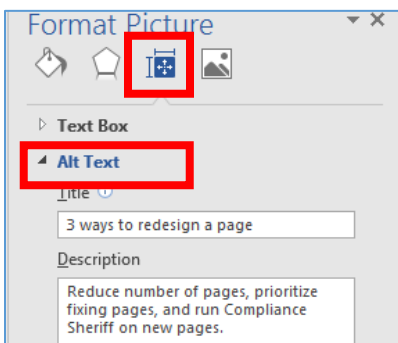 Format Picture
Text Box
Alt Text
Title
3 ways to redesign a page
Description
Reduce number of pages, prioritize
fixing pages, and run Compliance
Sheriff on new pages.